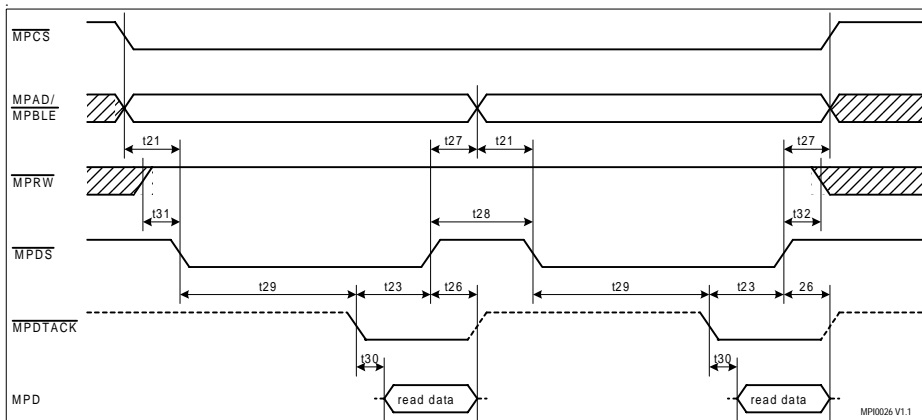 MPCS
MPAD/
MPBLE
t21 t27 t21 t27
MPRW
t31 t28 t32
MPDS
t29 t23 t26 t29 t23 26
MPDTACK
t30 t30
MPD read data read data
MPI0026 V1.1